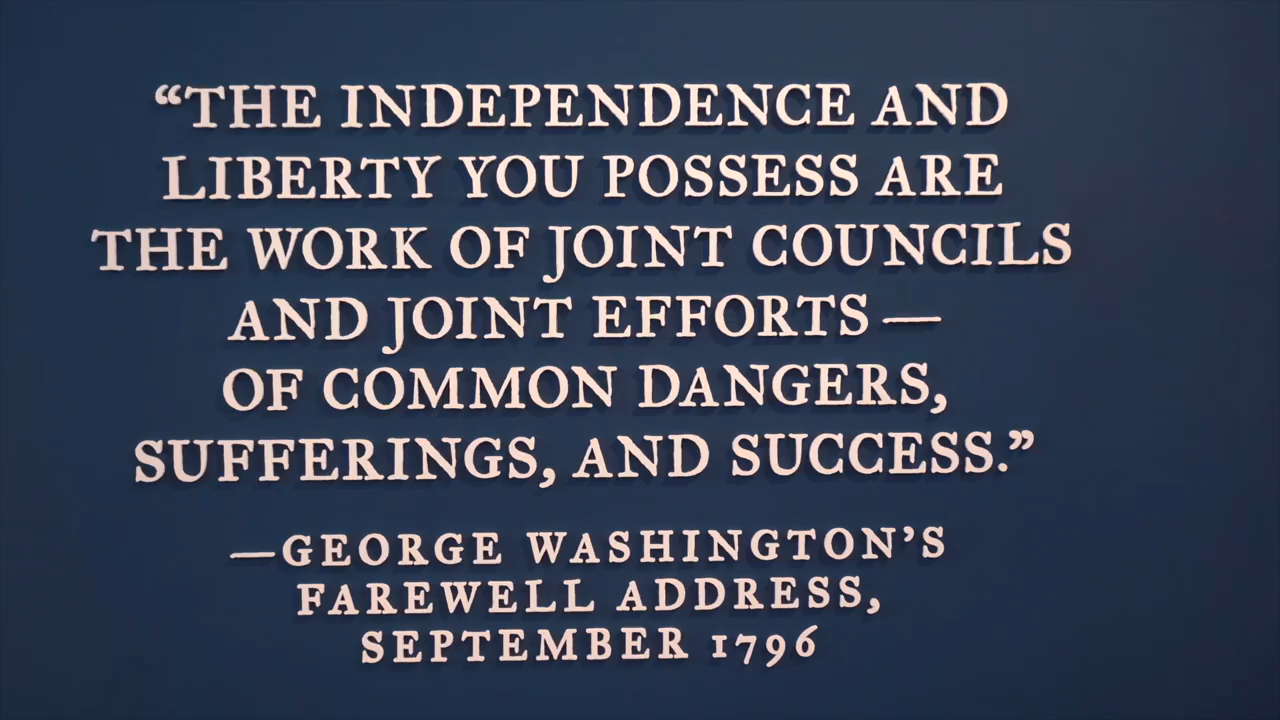 “THE INDEPENDENCE AND
LIBERTY YOU POSSESS ARE
THE WORK OF JOINT COUNCILS
AND JOINT EFFORTS —
OF COMMON DANGERS,
SUFFERINGS, AND SUCCESS.”
—GEORGE WASHINGTON’S
FAREWELL ADDRESS,
SEPTEMBER 1796